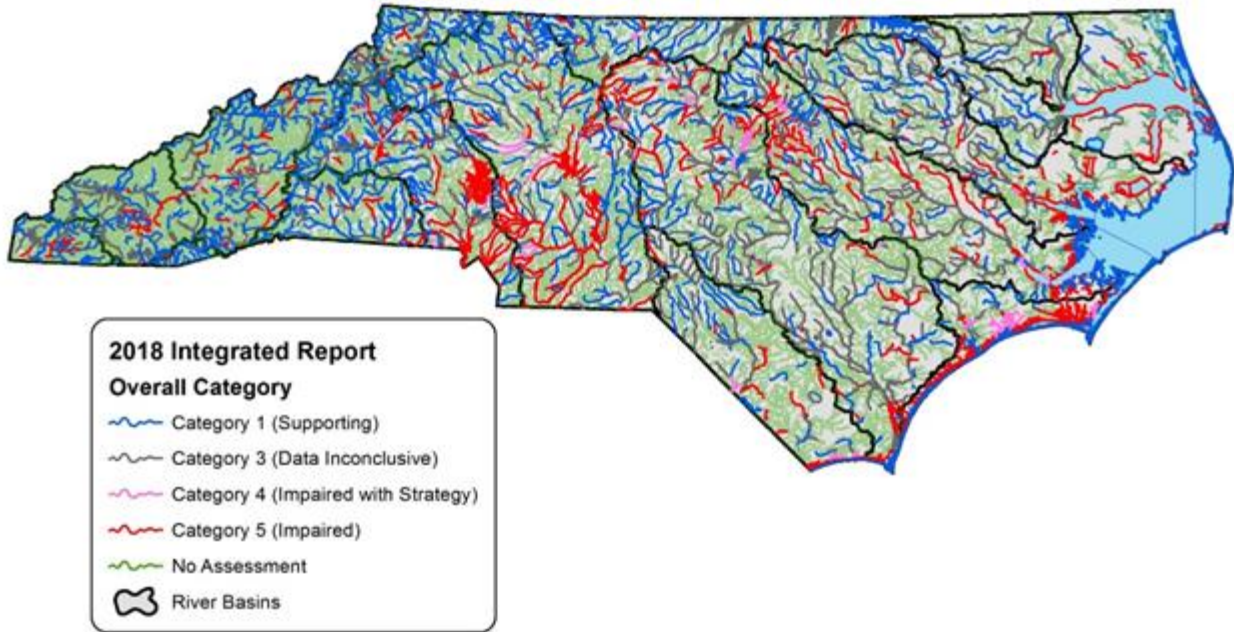 2018 Integrated Report
Overall Category
Category 1 (Supporting)
Category 3 (Data Inconclusive)
Category 4 (Impaired with Strategy)
Category 5 (Impaired)
No Assessment
River Basins